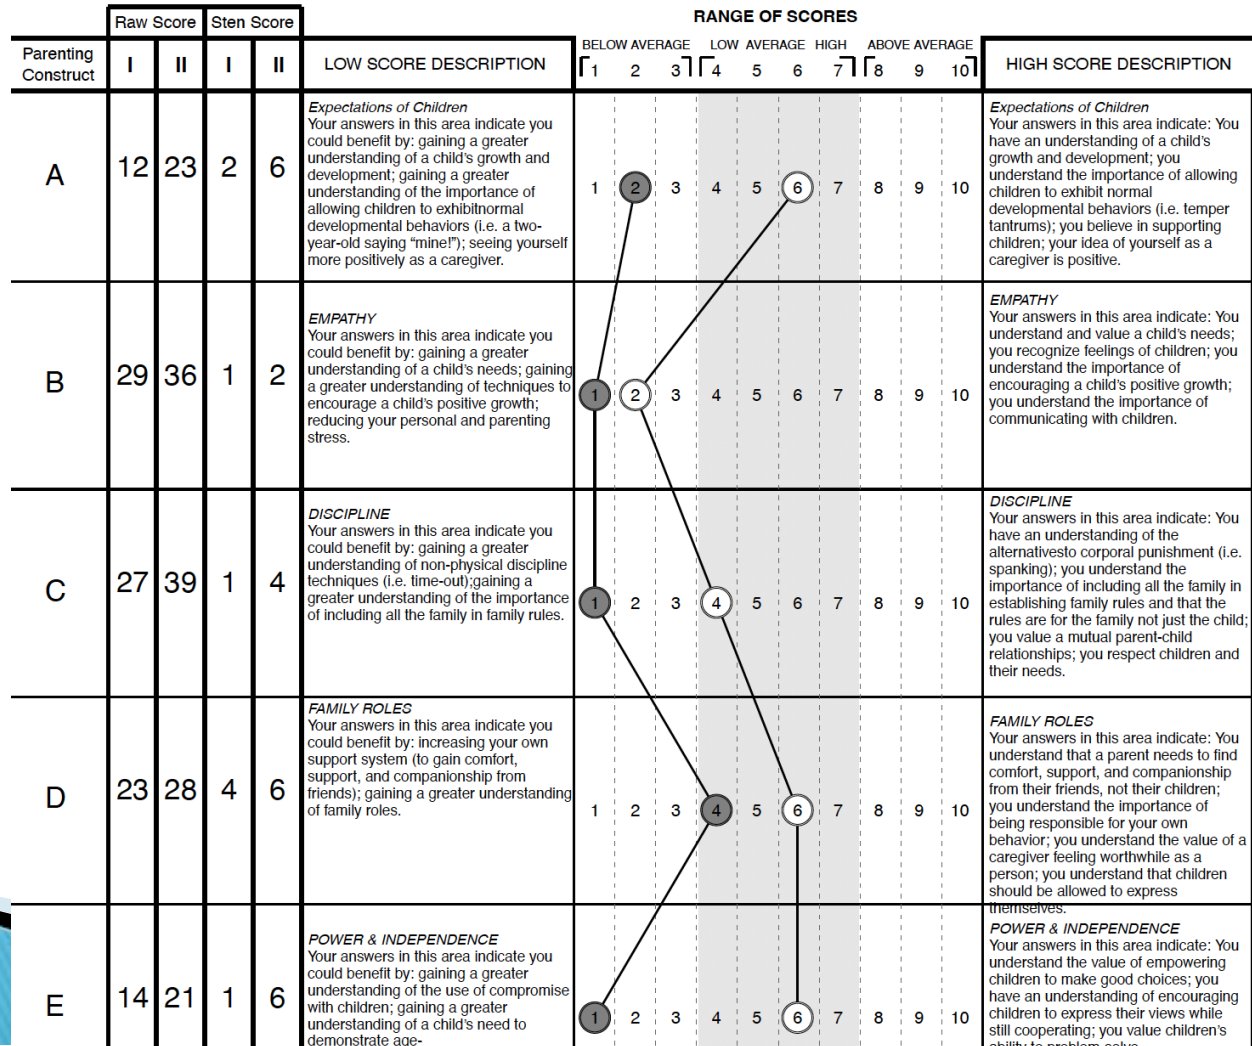 Raw Score Sten Score RANGE OF SCORES
BELOW AVERAGE LOW AVERAGE HIGH ABOVE AVERAGE
Parenting Construct I II I II LOW SCORE DESCRIPTION 1 2 3 4 5 6 7 8 9 10 HIGH SCORE DESCRIPTION
A 12 23 2 6
Expectations of Children
Your answers in this area indicate you
could benefit by: gaining a greater
understanding of a child's growth and
development; gaining a greater
understanding of the importance of
allowing children to exhibitnormal
developmental behaviors (i.e. a two-
year-old saying “mine!”); seeing yourself
more positively as a caregiver.
1 2 3 4 5 6 7 8 9 10
Expectations of Children
Your answers in this area indicate: You
have an understanding of a child's
growth and development; you
understand the importance of allowing
children to exhibit normal
developmental behaviors (i.e. temper
tantrums); you believe in supporting
children; your idea of yourself as a
caregiver is positive.
B 29 36 1 2
EMPATHY
Your answers in this area indicate you
could benefit by: gaining a greater
understanding of a child's needs; gaining
a greater understanding of techniques to
encourage a child's positive growth;
reducing your personal and parenting
stress.
1 2 3 4 5 6 7 8 9 10
EMPATHY
Your answers in this area indicate: You
understand and value a child's needs;
you recognize feelings of children; you
understand the importance of
encouraging a child's positive growth;
you understand the importance of
communicating with children.
C 27 39 1 4
DISCIPLINE
Your answers in this area indicate you
could benefit by: gaining a greater
understanding of non-physical discipline
techniques (i.e. time-out);gaining a
greater understanding of the importance
of including all the family in family rules.
1 2 3 4 5 6 7 8 9 10
DISCIPLINE
Your answers in this area indicate: You
have an understanding of the
alternativesto corporal punishment (i.e.
spanking); you understand the
importance of including all the family in
establishing family rules and that the
rules are for the family not just the child;
you value a mutual parent-child
relationships; you respect children and
their needs.
D 23 28 4 6
FAMILY ROLES
Your answers in this area indicate you
could benefit by: increasing your own
support system (to gain comfort,
support, and companionship from
friends); gaining a greater understanding
of family roles.
1 2 3 4 5 6 7 8 9 10
FAMILY ROLES
Your answers in this area indicate: You
understand that a parent needs to find
comfort, support, and companionship
from their friends, not their children;
you understand the importance of
being responsible for your own
behavior; you understand the value of a
caregiver feeling worthwhile as a
person; you understand that children
should be allowed to express
themselves.
E 14 21 1 6
POWER & INDEPENDENCE
Your answers in this area indicate you
could benefit by: gaining a greater
understanding of the use of compromise
with children; gaining a greater
understanding of a child's need to
demonstrate age-
1 2 3 4 5 6 7 8 9 10
POWER & INDEPENDENCE
Your answers in this area indicate: You
understand the value of empowering
children to make good choices; you
have an understanding of encouraging
children to express their views while
still cooperating; you value children's
ability to problem solve